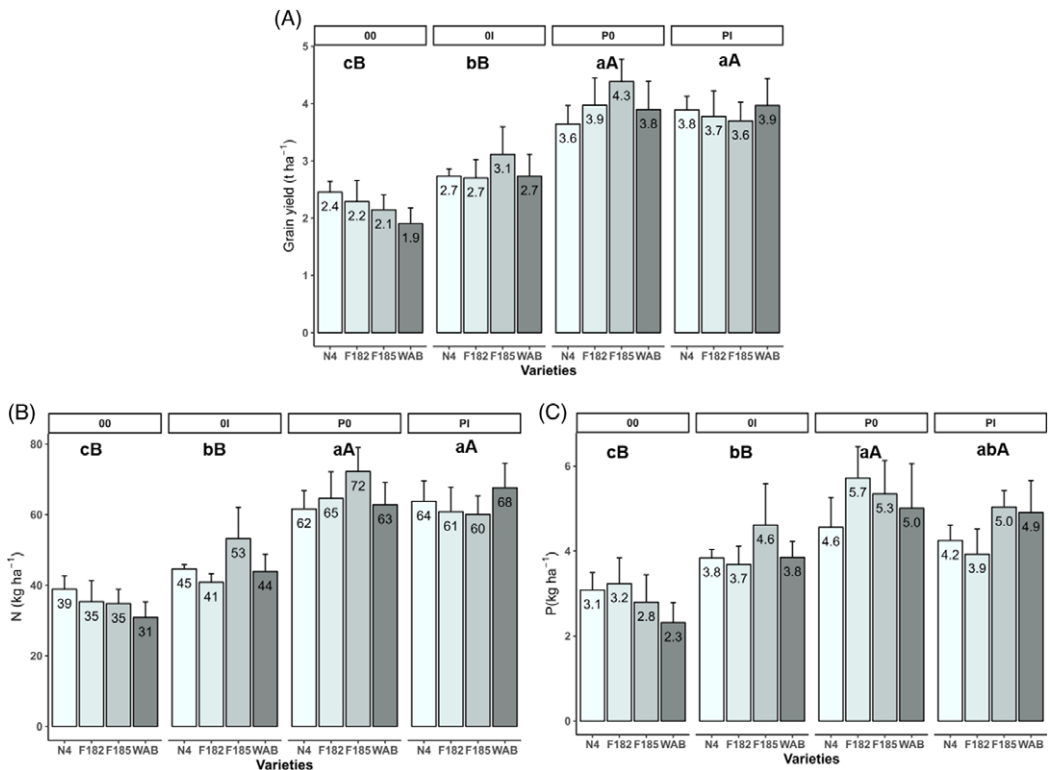 (A)
00 0I P0 PI
cB bB aA aA
5
4
3
2
1
0
Grain yield (t ha⁻¹)
2.4 2.2 2.1 1.9 2.7 2.7 3.1 2.7 3.6 3.9 4.3 3.8 3.8 3.7 3.6 3.9
N4 F182 F185 WAB N4 F182 F185 WAB N4 F182 F185 WAB N4 F182 F185 WAB
Varieties
(B)
00 0I P0 PI
cB bB aA aA
80
60
40
20
0
N (kg ha⁻¹)
39 35 35 31 45 41 53 44 62 65 72 63 64 61 60 68
N4 F182 F185 WAB N4 F182 F185 WAB N4 F182 F185 WAB N4 F182 F185 WAB
Varieties
(C)
00 0I P0 PI
cB bB aA abA
6
4
2
0
P(kg ha⁻¹)
3.1 3.2 2.8 2.3 3.8 3.7 4.6 3.8 4.6 5.7 5.3 5.0 4.2 3.9 5.0 4.9
N4 F182 F185 WAB N4 F182 F185 WAB N4 F182 F185 WAB N4 F182 F185 WAB
Varieties